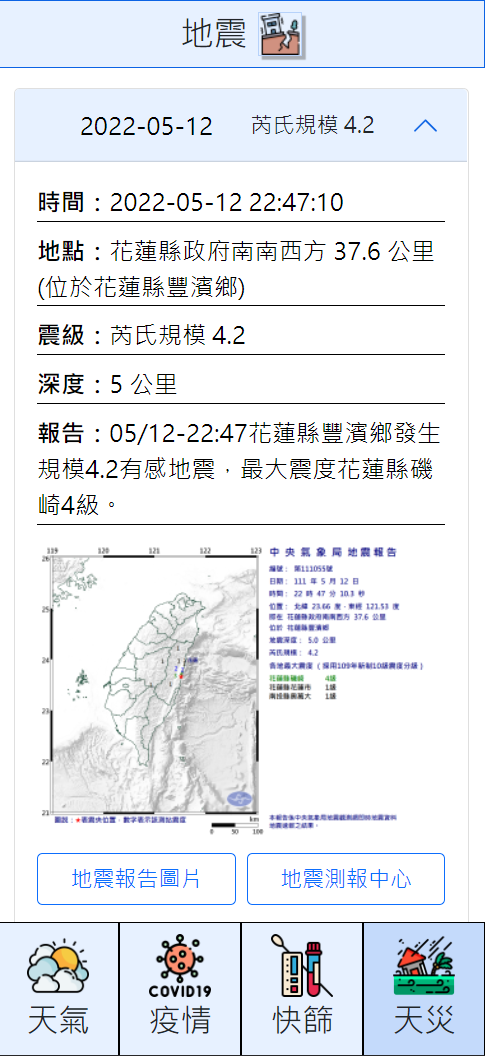 地震
2022-05-12 芮氏規模 4.2
時間：2022-05-12 22:47:10
地點：花蓮縣政府南南西方 37.6 公里
(位於花蓮縣豐濱鄉)
震級：芮氏規模 4.2
深度：5 公里
報告：05/12-22:47花蓮縣豐濱鄉發生
規模4.2有感地震，最大震度花蓮縣磯
崎4級。
119 120 121 122 123
26
25
24
23
22
21
中央氣象局地震報告
編號： 第111055號
日期： 111 年 5 月 12 日
時間： 22 時 47 分 10.3 秒
位置： 北緯 23.66 度，東經 121.53 度
即在 花蓮縣政府南南西方 37.6 公里
位於 花蓮縣豐濱鄉
地震深度： 5.0 公里
芮氏規模： 4.2
各地最大震度（採用109年新制10級震度分級）
花蓮縣磯崎 4級
花蓮縣花蓮市 1級
南投縣奧萬大 1級
圖說：★表震央位置，數字表示該測站震度
km
0 50 100
本報告係中央氣象局地震觀測網即時地震資料
地震速報之結果。
地震報告圖片 地震測報中心
COVID19
天氣 疫情 快篩 天災